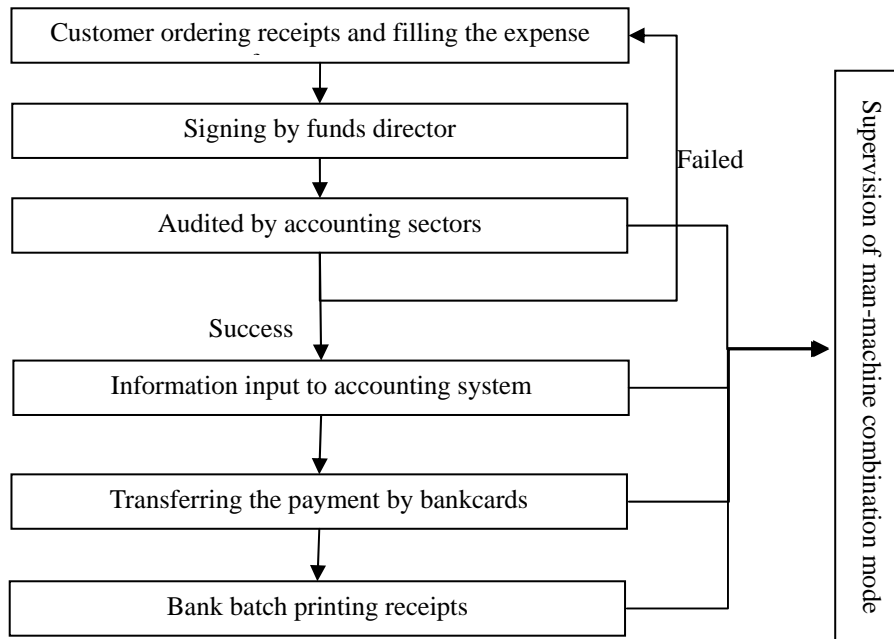 Customer ordering receipts and filling the expense
Signing by funds director
Failed
Audited by accounting sectors
Success
Information input to accounting system
Transferring the payment by bankcards
Bank batch printing receipts
Supervision of man-machine combination mode